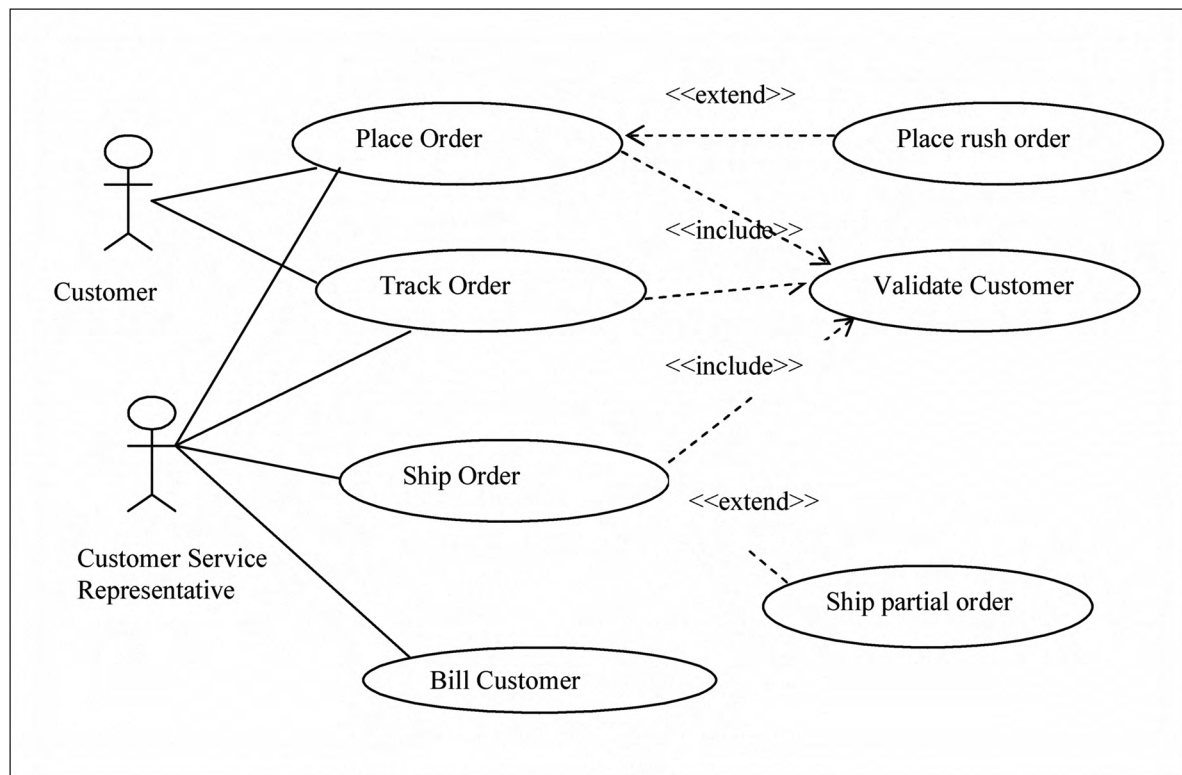 <<extend>>
Place Order
Place rush order
<<include>>
Customer
Track Order
Validate Customer
<<include>>
Ship Order
<<extend>>
Customer Service
Representative
Ship partial order
Bill Customer